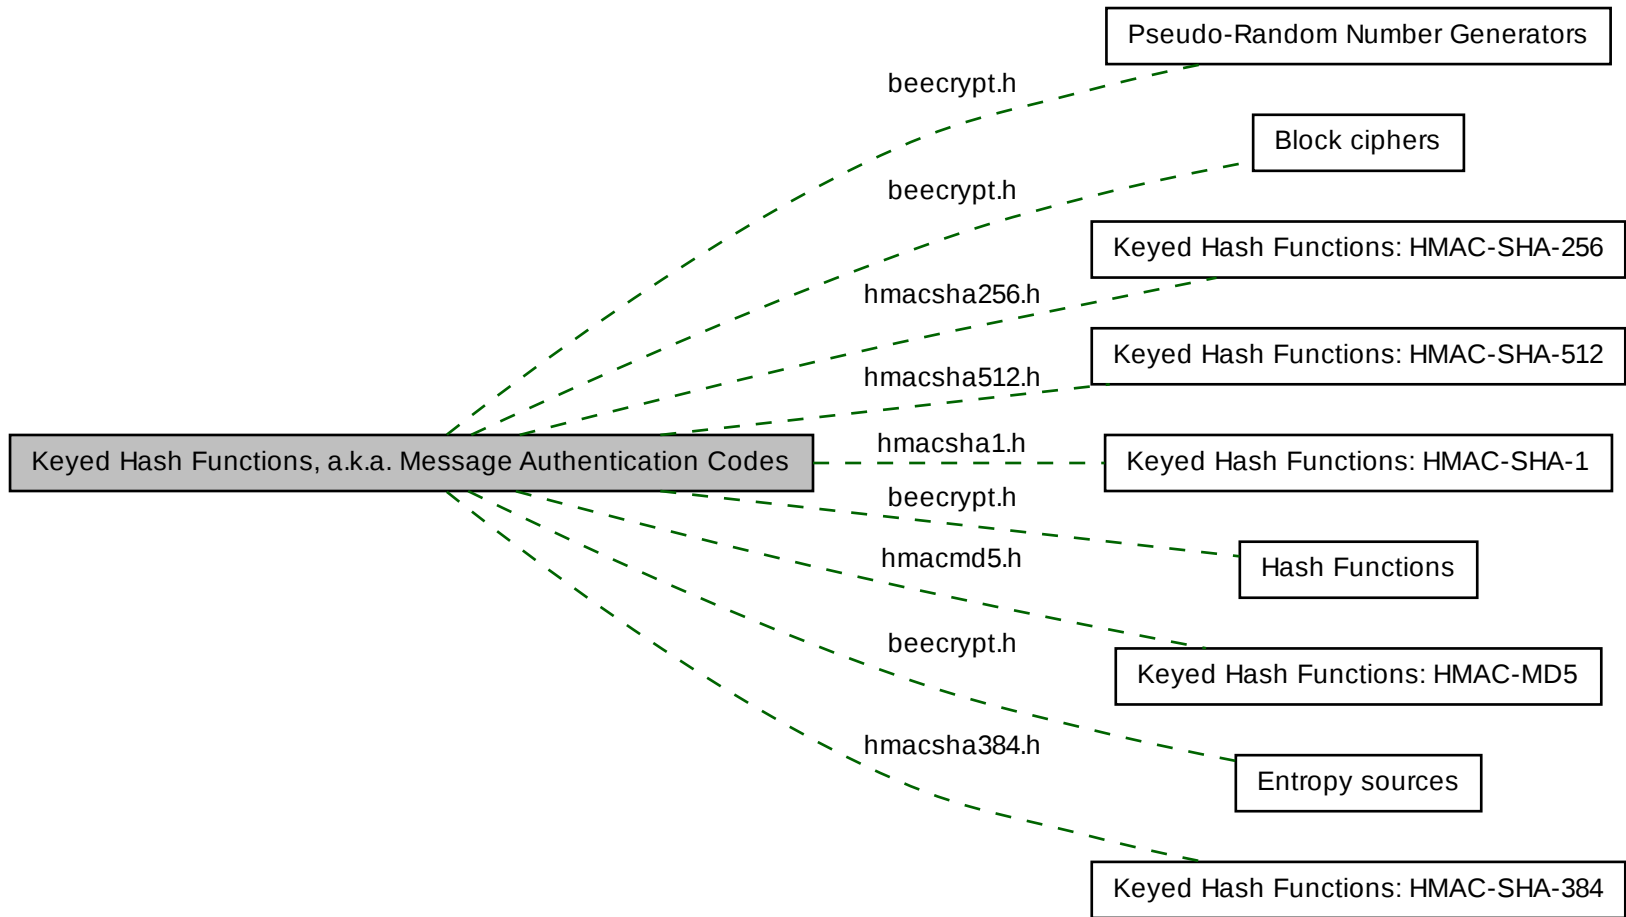 Pseudo-Random Number Generators
beecrypt.h
Block ciphers
beecrypt.h
Keyed Hash Functions: HMAC-SHA-256
hmacsha256.h
Keyed Hash Functions: HMAC-SHA-512
hmacsha512.h
Keyed Hash Functions, a.k.a. Message Authentication Codes
hmacsha1.h
Keyed Hash Functions: HMAC-SHA-1
beecrypt.h
Hash Functions
hmacmd5.h
Keyed Hash Functions: HMAC-MD5
beecrypt.h
Entropy sources
hmacsha384.h
Keyed Hash Functions: HMAC-SHA-384